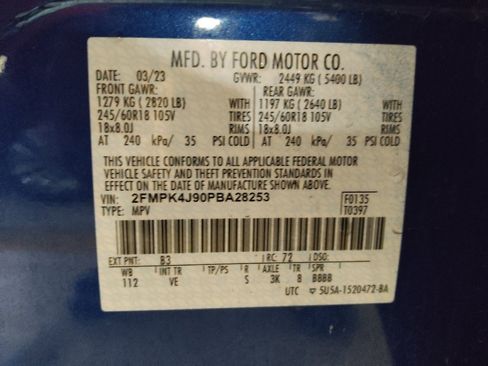 MFD. BY FORD MOTOR CO.
DATE: 03/23 GVWR: 2449 KG ( 5400 LB)
FRONT GAWR: REAR GAWR:
1279 KG ( 2820 LB) WITH 1197 KG ( 2640 LB) WITH
245/60R18 105V TIRES 245/60R18 105V TIRES
18x8.0J RIMS 18x8.0J RIMS
AT 240 kPa/ 35 PSI COLD AT 240 kPa/ 35 PSI COLD
THIS VEHICLE CONFORMS TO ALL APPLICABLE FEDERAL MOTOR
VEHICLE SAFETY AND THEFT PREVENTION STANDARDS IN
EFFECT ON THE DATE OF MANUFACTURE SHOWN ABOVE.
VIN: 2FMPK4J90PBA28253 F0135
TYPE: MPV T0397
EXT PNT: B3 RC: 72 DSO:
WB INT TR TP/PS R AXLE TR SPR
112 VE S 3K 8 BBBB
UTC 5U5A-1520472-BA